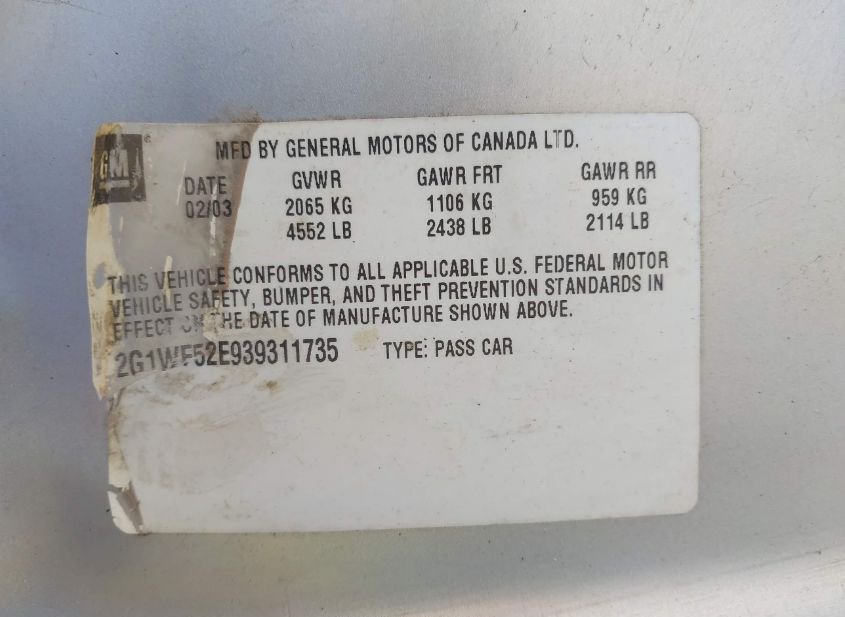 GM
MFD BY GENERAL MOTORS OF CANADA LTD.
DATE GVWR GAWR FRT GAWR RR
02/03 2065 KG 1106 KG 959 KG
4552 LB 2438 LB 2114 LB
THIS VEHICLE CONFORMS TO ALL APPLICABLE U.S. FEDERAL MOTOR
VEHICLE SAFETY, BUMPER, AND THEFT PREVENTION STANDARDS IN
EFFECT ON THE DATE OF MANUFACTURE SHOWN ABOVE.
2G1WF52E939311735 TYPE: PASS CAR